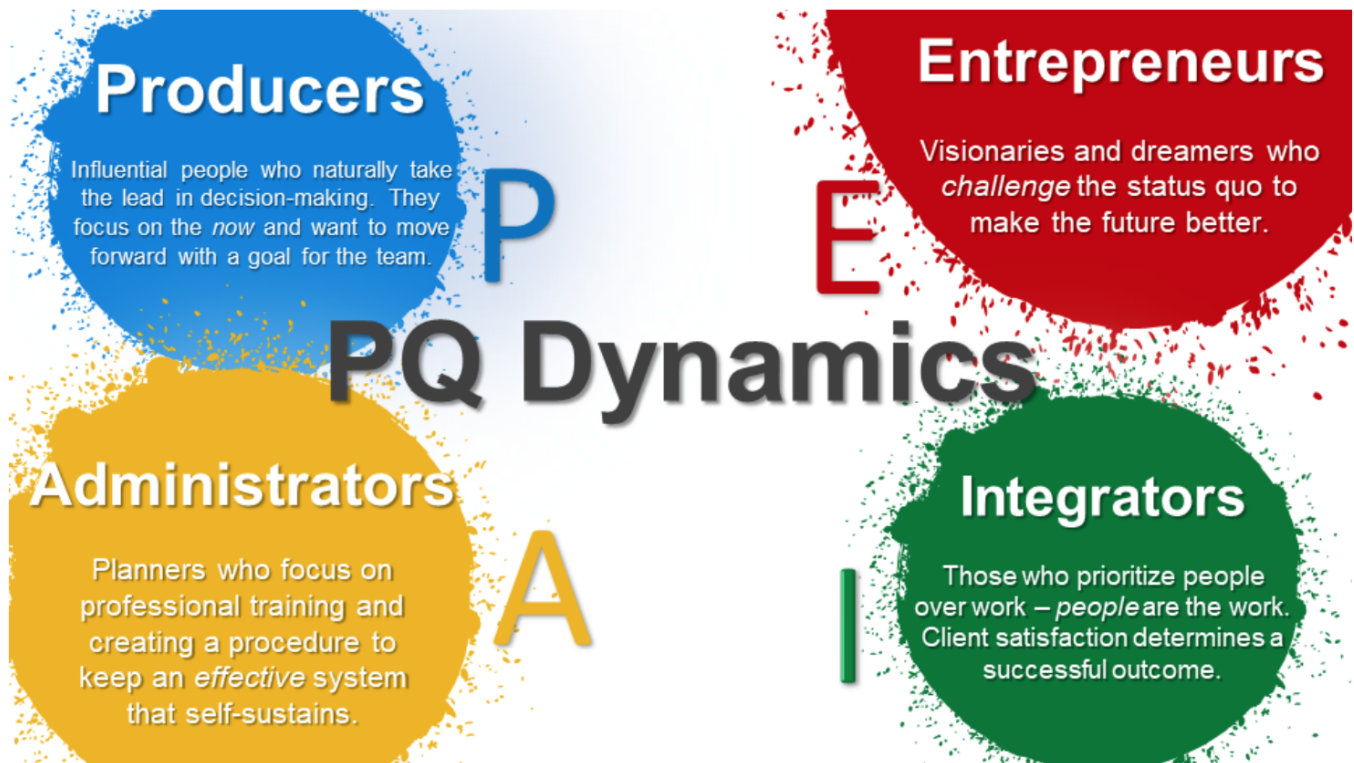 Producers
Influential people who naturally take
the lead in decision-making. They
focus on the now and want to move
forward with a goal for the team.
P
Entrepreneurs
Visionaries and dreamers who
challenge the status quo to
make the future better.
E
PQ Dynamics
Administrators
Planners who focus on
professional training and
creating a procedure to
keep an effective system
that self-sustains.
A
Integrators
Those who prioritize people
over work – people are the work.
Client satisfaction determines a
successful outcome.
I